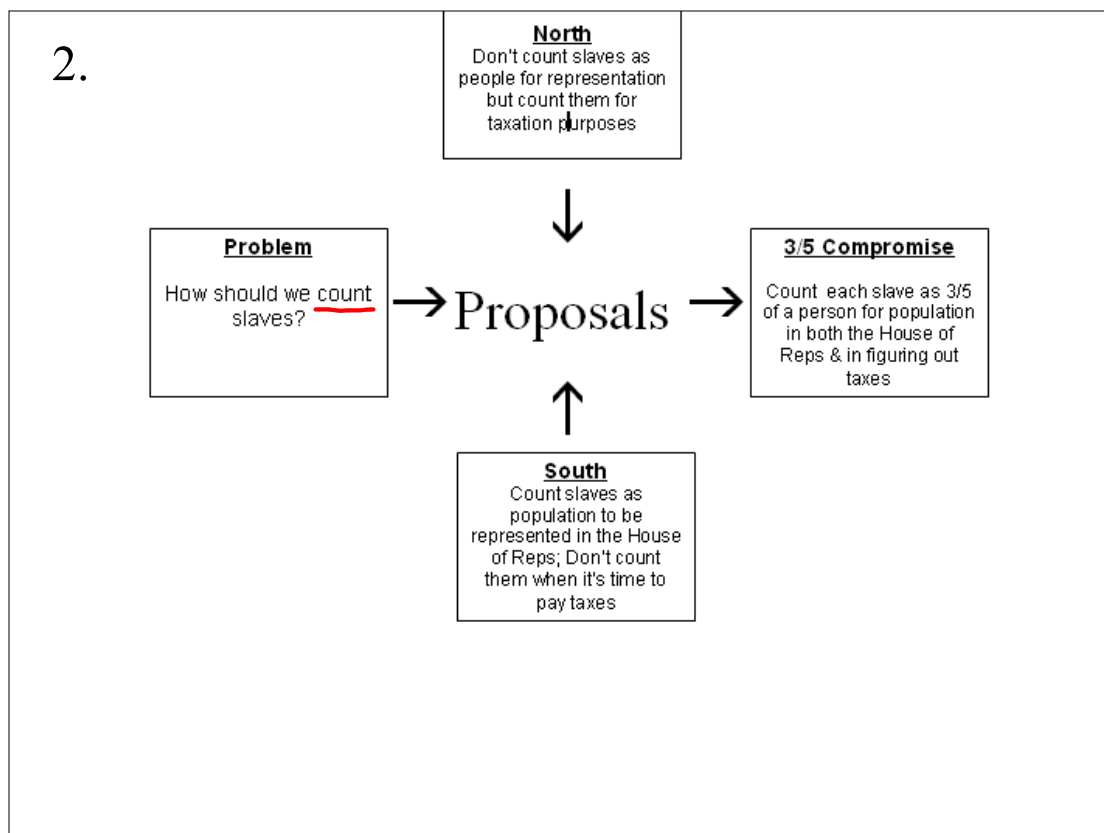 2.
North
Don't count slaves as
people for representation
but count them for
taxation purposes
Problem
How should we count
slaves?
Proposals
3/5 Compromise
Count each slave as 3/5
of a person for population
in both the House of
Reps & in figuring out
taxes
South
Count slaves as
population to be
represented in the House
of Reps; Don't count
them when it's time to
pay taxes